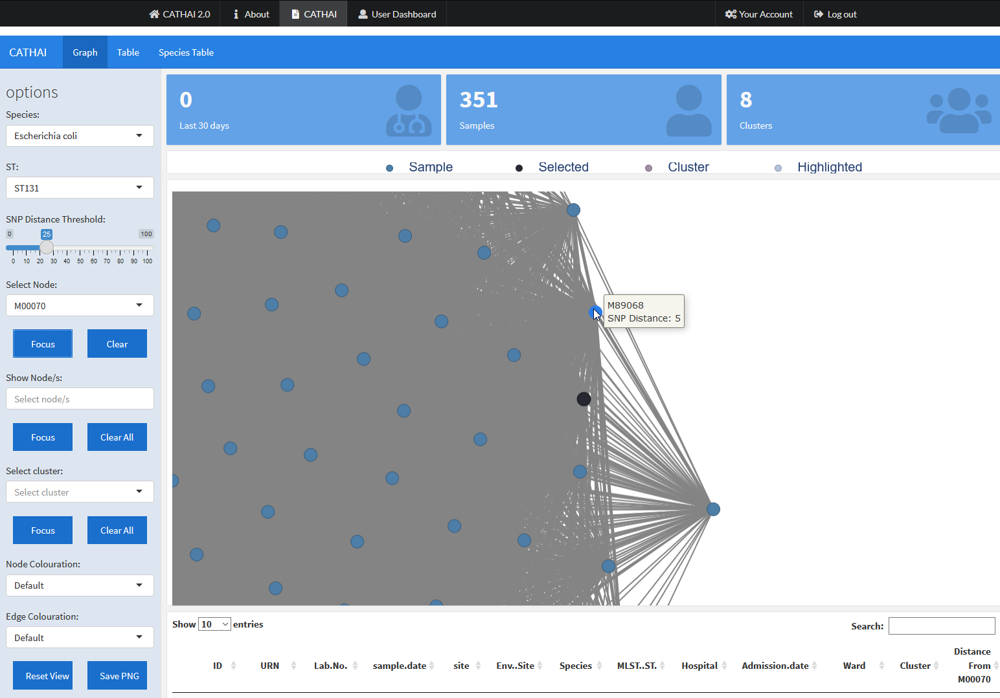 CATHAI 2.0 About CATHAI User Dashboard Your Account Log out
CATHAI Graph Table Species Table
options
Species:
Escherichia coli
ST:
ST131
SNP Distance Threshold:
0 25 100
0 10 20 30 40 50 60 70 80 90 100
Select Node:
M00070
Focus Clear
Show Node/s:
Select node/s
Focus Clear All
Select cluster:
Select cluster
Focus Clear All
Node Colouration:
Default
Edge Colouration:
Default
Reset View Save PNG
0
Last 30 days
351
Samples
8
Clusters
Sample Selected Cluster Highlighted
M89068
SNP Distance: 5
Show 10 entries
Search:
ID URN Lab.No. sample.date site Env..Site Species MLST..ST. Hospital Admission.date Ward Cluster Distance
From
M00070